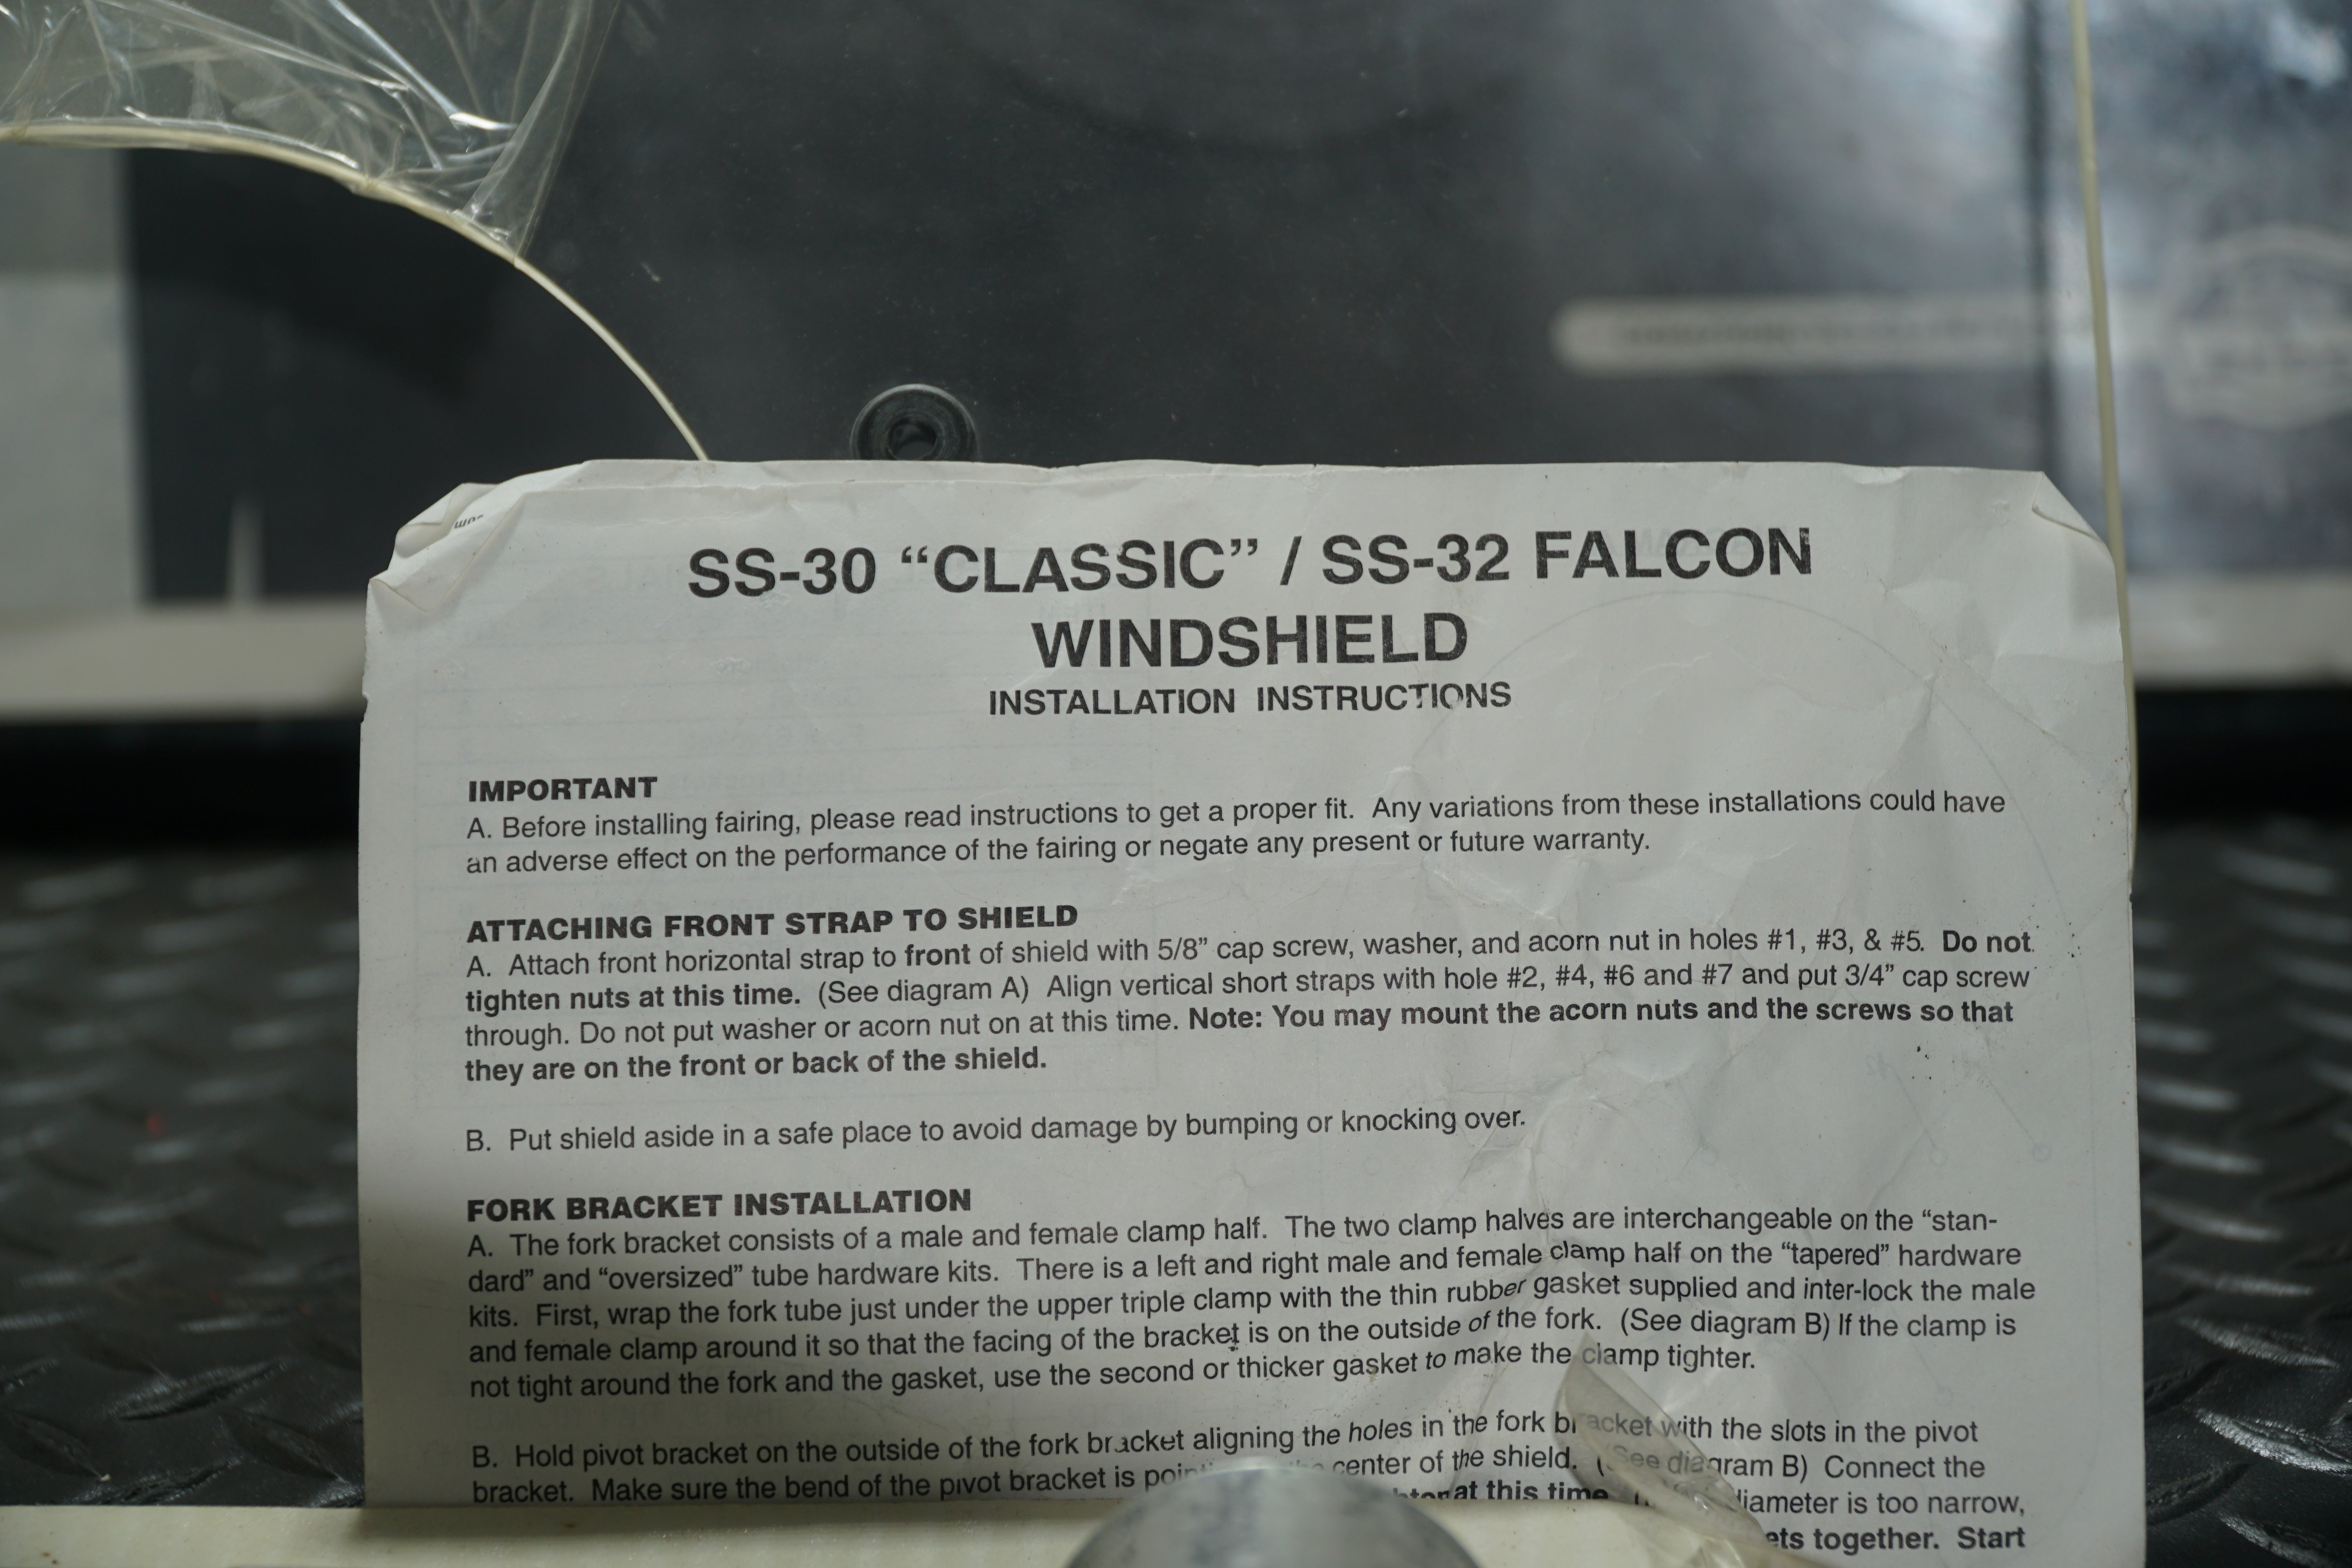 SS-30 “CLASSIC” / SS-32 FALCON
WINDSHIELD
INSTALLATION INSTRUCTIONS
IMPORTANT
A. Before installing fairing, please read instructions to get a proper fit. Any variations from these installations could have
an adverse effect on the performance of the fairing or negate any present or future warranty.
ATTACHING FRONT STRAP TO SHIELD
A. Attach front horizontal strap to front of shield with 5/8” cap screw, washer, and acorn nut in holes #1, #3, & #5. Do not
tighten nuts at this time. (See diagram A) Align vertical short straps with hole #2, #4, #6 and #7 and put 3/4” cap screw
through. Do not put washer or acorn nut on at this time. Note: You may mount the acorn nuts and the screws so that
they are on the front or back of the shield.
B. Put shield aside in a safe place to avoid damage by bumping or knocking over.
FORK BRACKET INSTALLATION
A. The fork bracket consists of a male and female clamp half. The two clamp halves are interchangeable on the “stan-
dard” and “oversized” tube hardware kits. There is a left and right male and female clamp half on the “tapered” hardware
kits. First, wrap the fork tube just under the upper triple clamp with the thin rubber gasket supplied and inter-lock the male
and female clamp around it so that the facing of the bracket is on the outside of the fork. (See diagram B) If the clamp is
not tight around the fork and the gasket, use the second or thicker gasket to make the clamp tighter.
B. Hold pivot bracket on the outside of the fork bracket aligning the holes in the fork bracket with the slots in the pivot
bracket. Make sure the bend of the pivot bracket is center of the shield. (See diagram B) Connect the
at this time diameter is too narrow,
together. Start